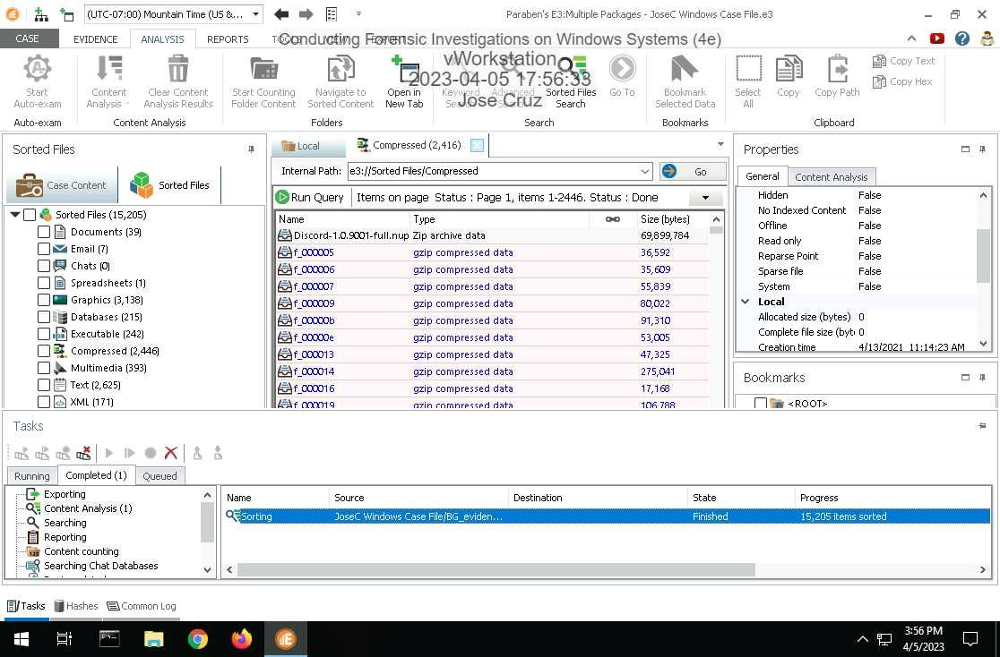 (UTC-07:00) Mountain Time (US &...
Paraben's E3:Multiple Packages - JoseC Windows Case File.e3
CASE EVIDENCE ANALYSIS REPORTS
Conducting Forensic Investigations on Windows Systems (4e)
vWorkstation
2023-04-05 17:56:33
Jose Cruz
Start Auto-exam
Content Analysis
Clear Content Analysis Results
Start Counting Folder Content
Navigate to Sorted Content
Open in New Tab
Keyword Search
Advanced Search
Sorted Files Search
Go To
Bookmark Selected Data
Select All
Copy
Copy Path
Copy Text
Copy Hex
Auto-exam Content Analysis Folders Search Bookmarks Clipboard
Sorted Files
Case Content Sorted Files
Sorted Files (15,205)
Documents (39)
Email (7)
Chats (0)
Spreadsheets (1)
Graphics (3,138)
Databases (215)
Executable (242)
Compressed (2,446)
Multimedia (393)
Text (2,625)
XML (171)
Local Compressed (2,416)
Internal Path: e3://Sorted Files/Compressed Go
Run Query Items on page Status : Page 1, items 1-2446. Status : Done
Name Type Size (bytes)
Discord-1.0.9001-full.nup Zip archive data 69,899,784
f_000005 gzip compressed data 36,592
f_000006 gzip compressed data 35,609
f_000007 gzip compressed data 55,839
f_000009 gzip compressed data 80,022
f_00000b gzip compressed data 91,310
f_00000e gzip compressed data 53,005
f_000013 gzip compressed data 47,325
f_000014 gzip compressed data 275,041
f_000016 gzip compressed data 17,168
f_000019 gzip compressed data 106,788
Properties
General Content Analysis
Hidden False
No Indexed Content False
Offline False
Read only False
Reparse Point False
Sparse file False
System False
Local
Allocated size (bytes) 0
Complete file size (byt 0
Creation time 4/13/2021 11:14:23 AM
Bookmarks
<ROOT>
Tasks
Running Completed (1) Queued
Exporting
Content Analysis (1)
Searching
Reporting
Content counting
Searching Chat Databases
Name Source Destination State Progress
Sorting JoseC Windows Case File/BG_eviden... Finished 15,205 items sorted
Tasks Hashes Common Log
3:56 PM
4/5/2023